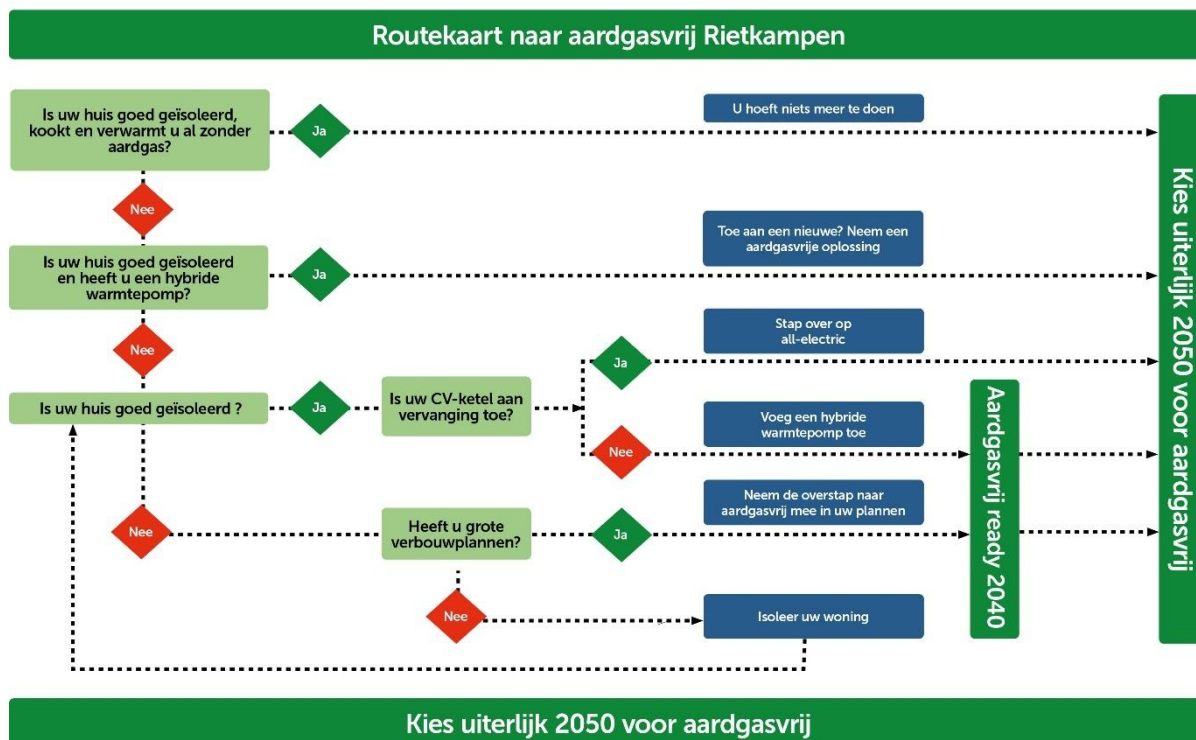 Routekaart naar aardgasvrij Rietkampen
Is uw huis goed geïsoleerd,
kookt en verwarmt u al zonder
aardgas?
Ja
U hoeft niets meer te doen
Nee
Is uw huis goed geïsoleerd
en heeft u een hybride
warmtepomp?
Ja
Toe aan een nieuwe? Neem een
aardgasvrije oplossing
Nee
Is uw huis goed geïsoleerd ?
Ja
Is uw CV-ketel aan
vervanging toe?
Ja
Stap over op
all-electric
Nee
Voeg een hybride
warmtepomp toe
Nee
Heeft u grote
verbouwplannen?
Ja
Neem de overstap naar
aardgasvrij mee in uw plannen
Nee
Isoleer uw woning
Aardgasvrij ready 2040
Kies uiterlijk 2050 voor aardgasvrij
Kies uiterlijk 2050 voor aardgasvrij